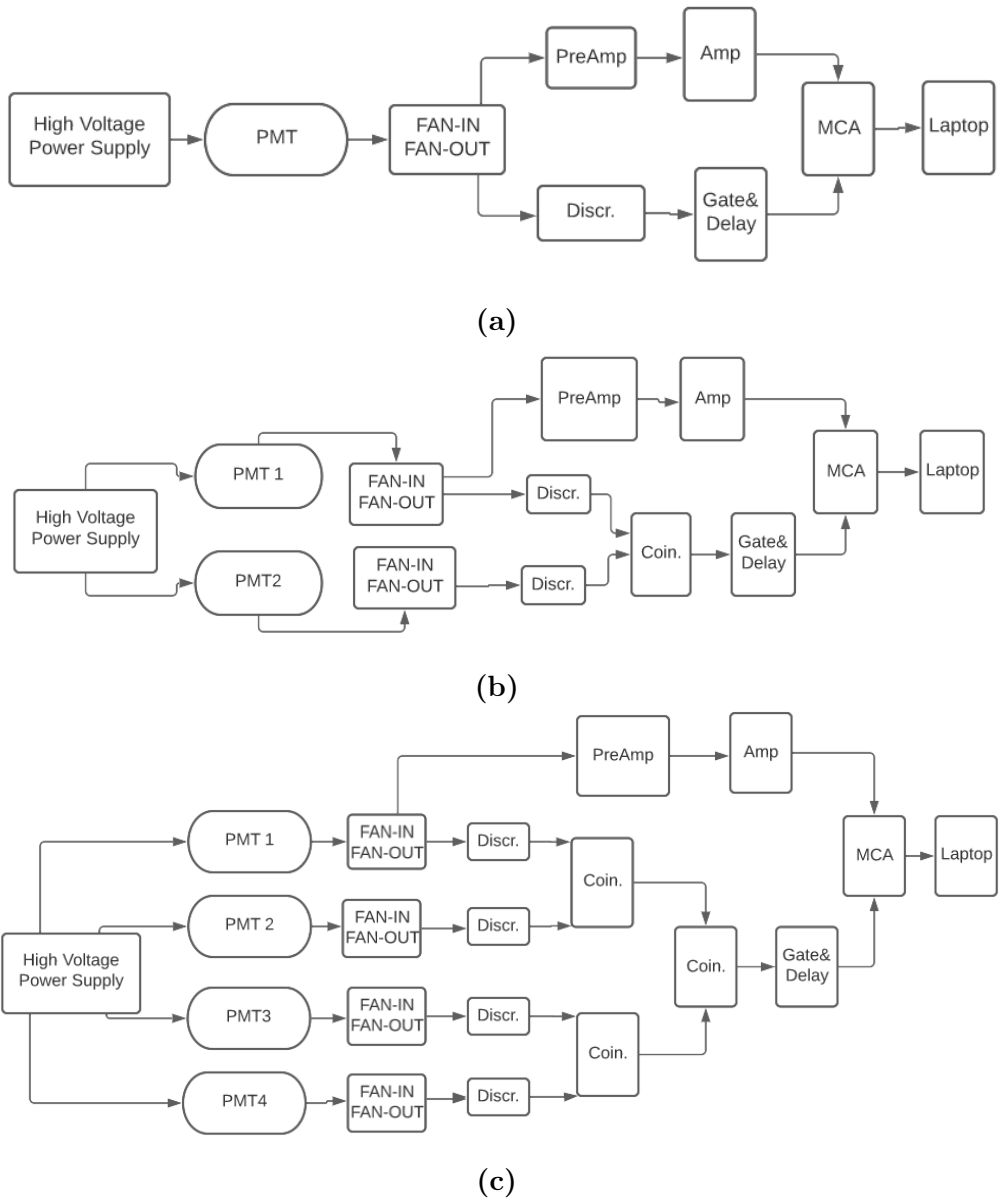 PreAmp
Amp
High Voltage
Power Supply
PMT
FAN-IN
FAN-OUT
MCA
Laptop
Discr.
Gate&
Delay
(a)
PreAmp
Amp
PMT 1
FAN-IN
FAN-OUT
MCA
Laptop
Discr.
High Voltage
Power Supply
Coin.
Gate&
Delay
PMT2
FAN-IN
FAN-OUT
Discr.
(b)
PreAmp
Amp
PMT 1
FAN-IN
FAN-OUT
Discr.
MCA
Laptop
Coin.
PMT 2
FAN-IN
FAN-OUT
Discr.
High Voltage
Power Supply
Coin.
Gate&
Delay
PMT3
FAN-IN
FAN-OUT
Discr.
Coin.
PMT4
FAN-IN
FAN-OUT
Discr.
(c)